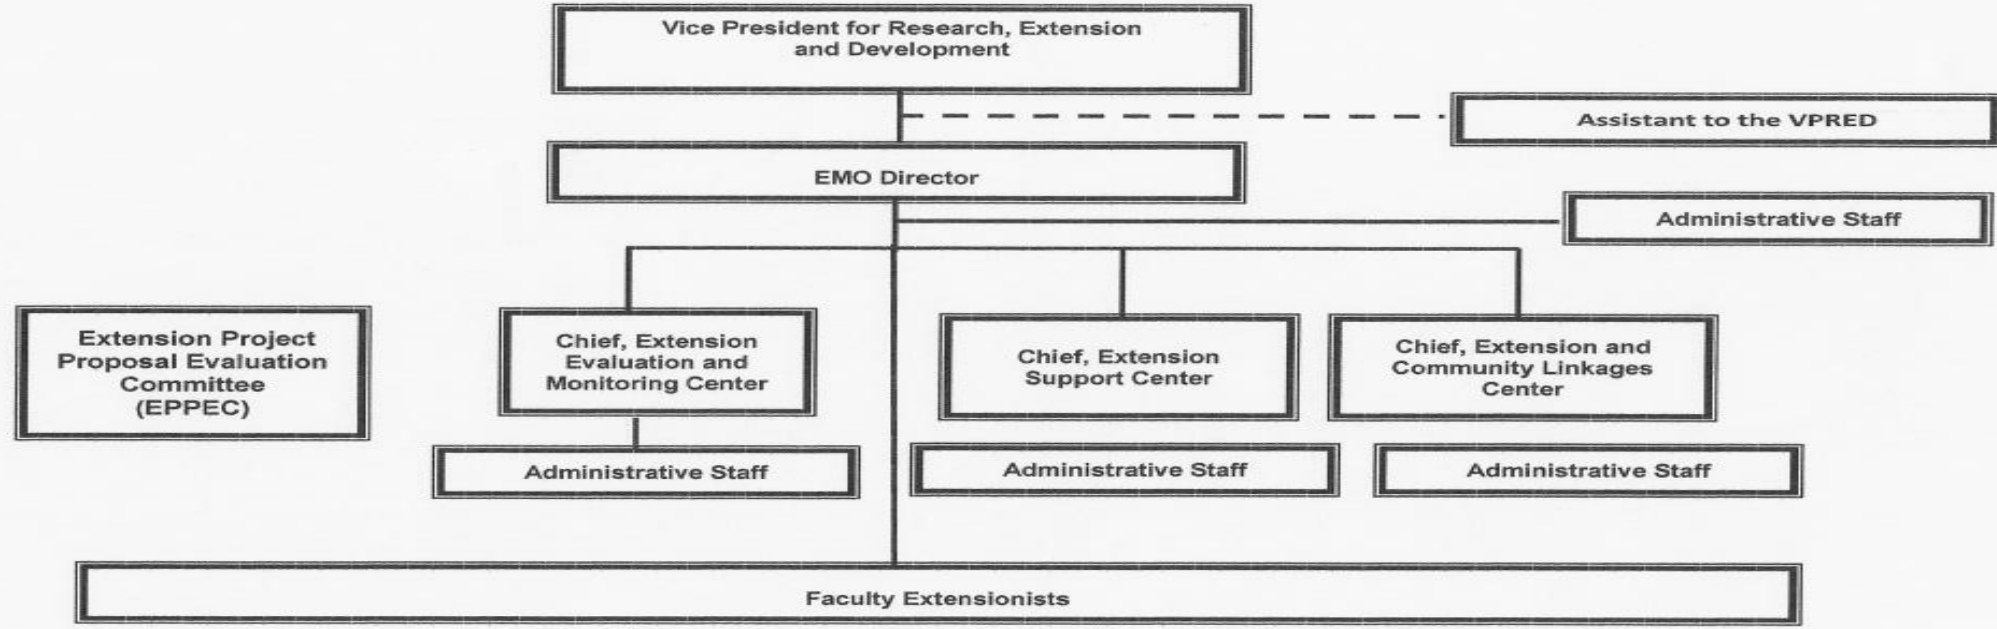 Vice President for Research, Extension
and Development
Assistant to the VPRED
EMO Director
Administrative Staff
Extension Project
Proposal Evaluation
Committee
(EPPEC)
Chief, Extension
Evaluation and
Monitoring Center
Chief, Extension
Support Center
Chief, Extension and
Community Linkages
Center
Administrative Staff
Administrative Staff
Administrative Staff
Faculty Extensionists